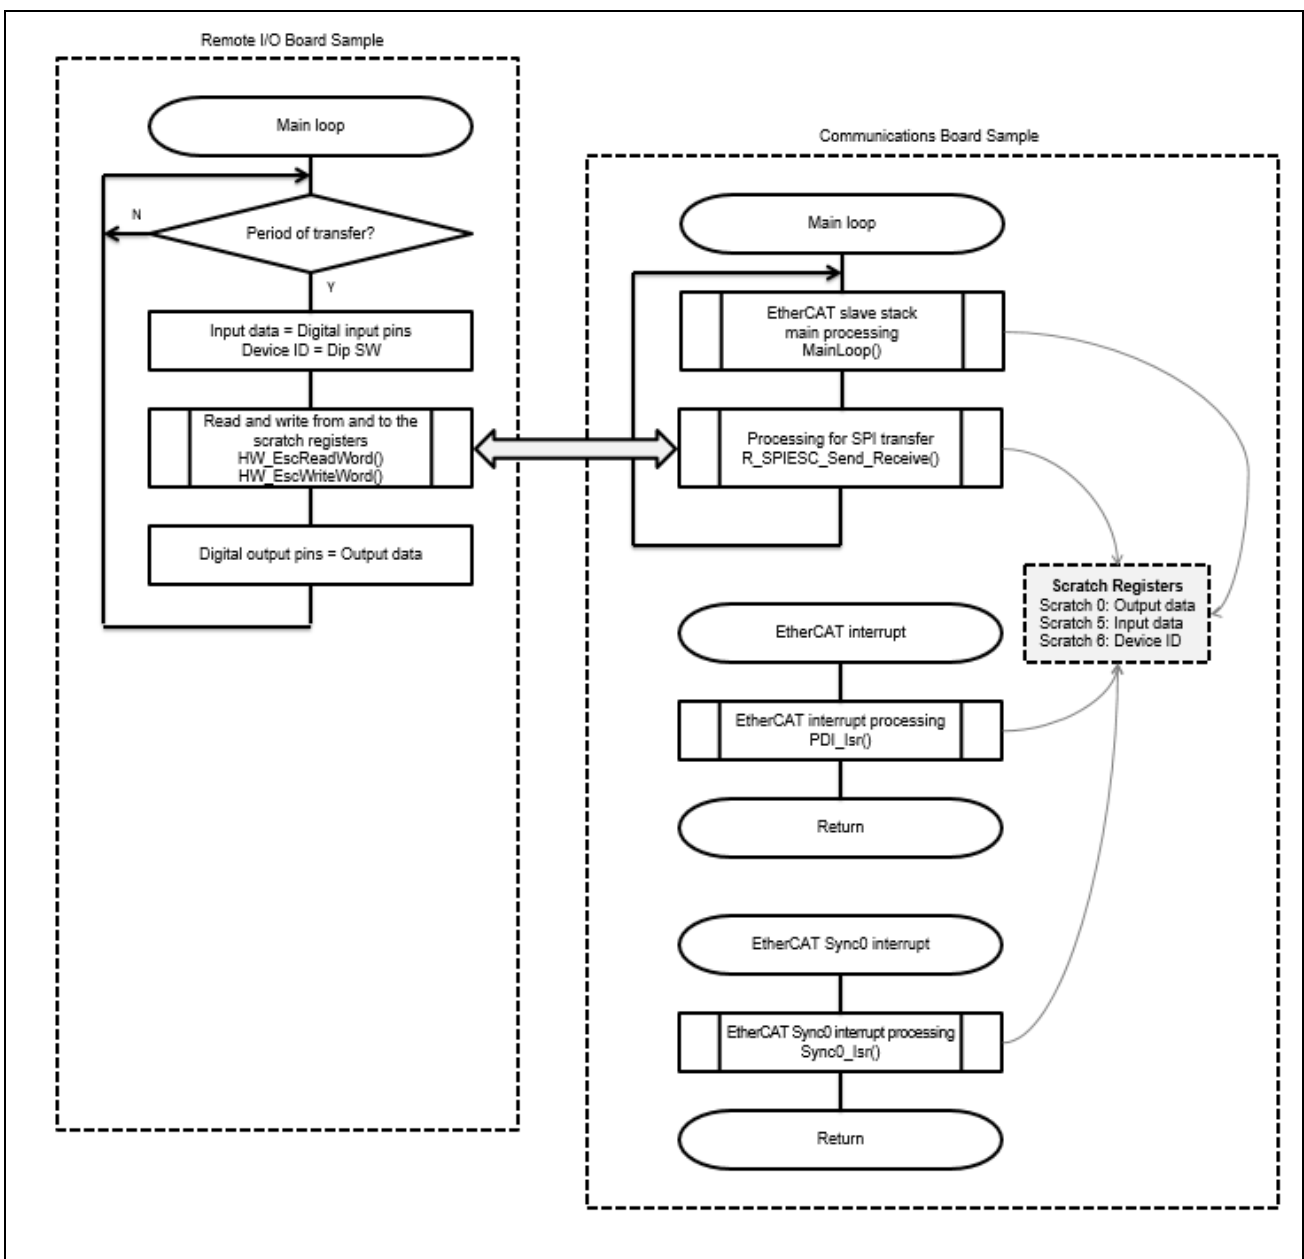 Remote I/O Board Sample
Main loop
N
Period of transfer?
Y
Input data = Digital input pins
Device ID = Dip SW
Read and write from and to the
scratch registers
HW_EscReadWord()
HW_EscWriteWord()
Digital output pins = Output data
Communications Board Sample
Main loop
EtherCAT slave stack
main processing
MainLoop()
Processing for SPI transfer
R_SPIESC_Send_Receive()
Scratch Registers
Scratch 0: Output data
Scratch 5: Input data
Scratch 6: Device ID
EtherCAT interrupt
EtherCAT interrupt processing
PDI_Isr()
Return
EtherCAT Sync0 interrupt
EtherCAT Sync0 interrupt processing
Sync0_Isr()
Return